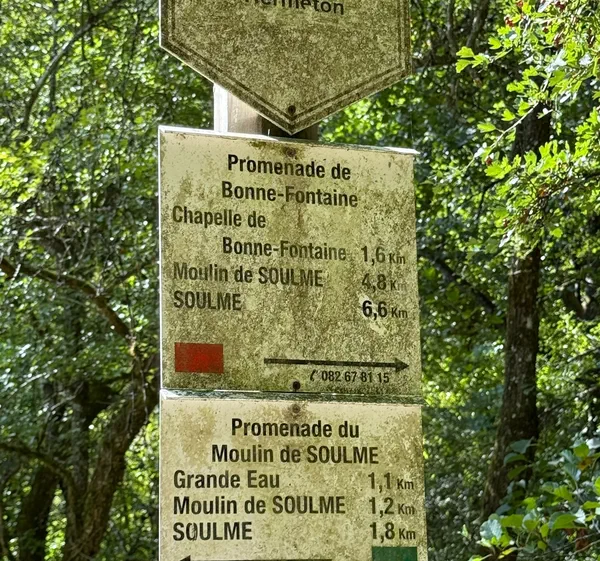 Hermeton
Promenade de
Bonne-Fontaine
Chapelle de
Bonne-Fontaine 1,6 Km
Moulin de SOULME 4,8 Km
SOULME 6,6 Km
✆ 082 67 81 15
Promenade du
Moulin de SOULME
Grande Eau 1,1 Km
Moulin de SOULME 1,2 Km
SOULME 1,8 Km